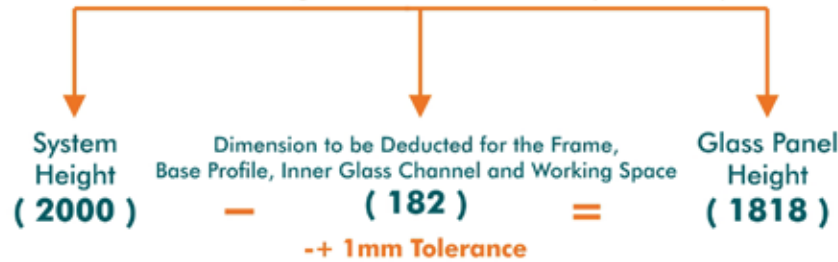 System Height ( 2000 )
Dimension to be Deducted for the Frame,
Base Profile, Inner Glass Channel and Working Space
( 182 )
Glass Panel Height ( 1818 )
– =
-+ 1mm Tolerance